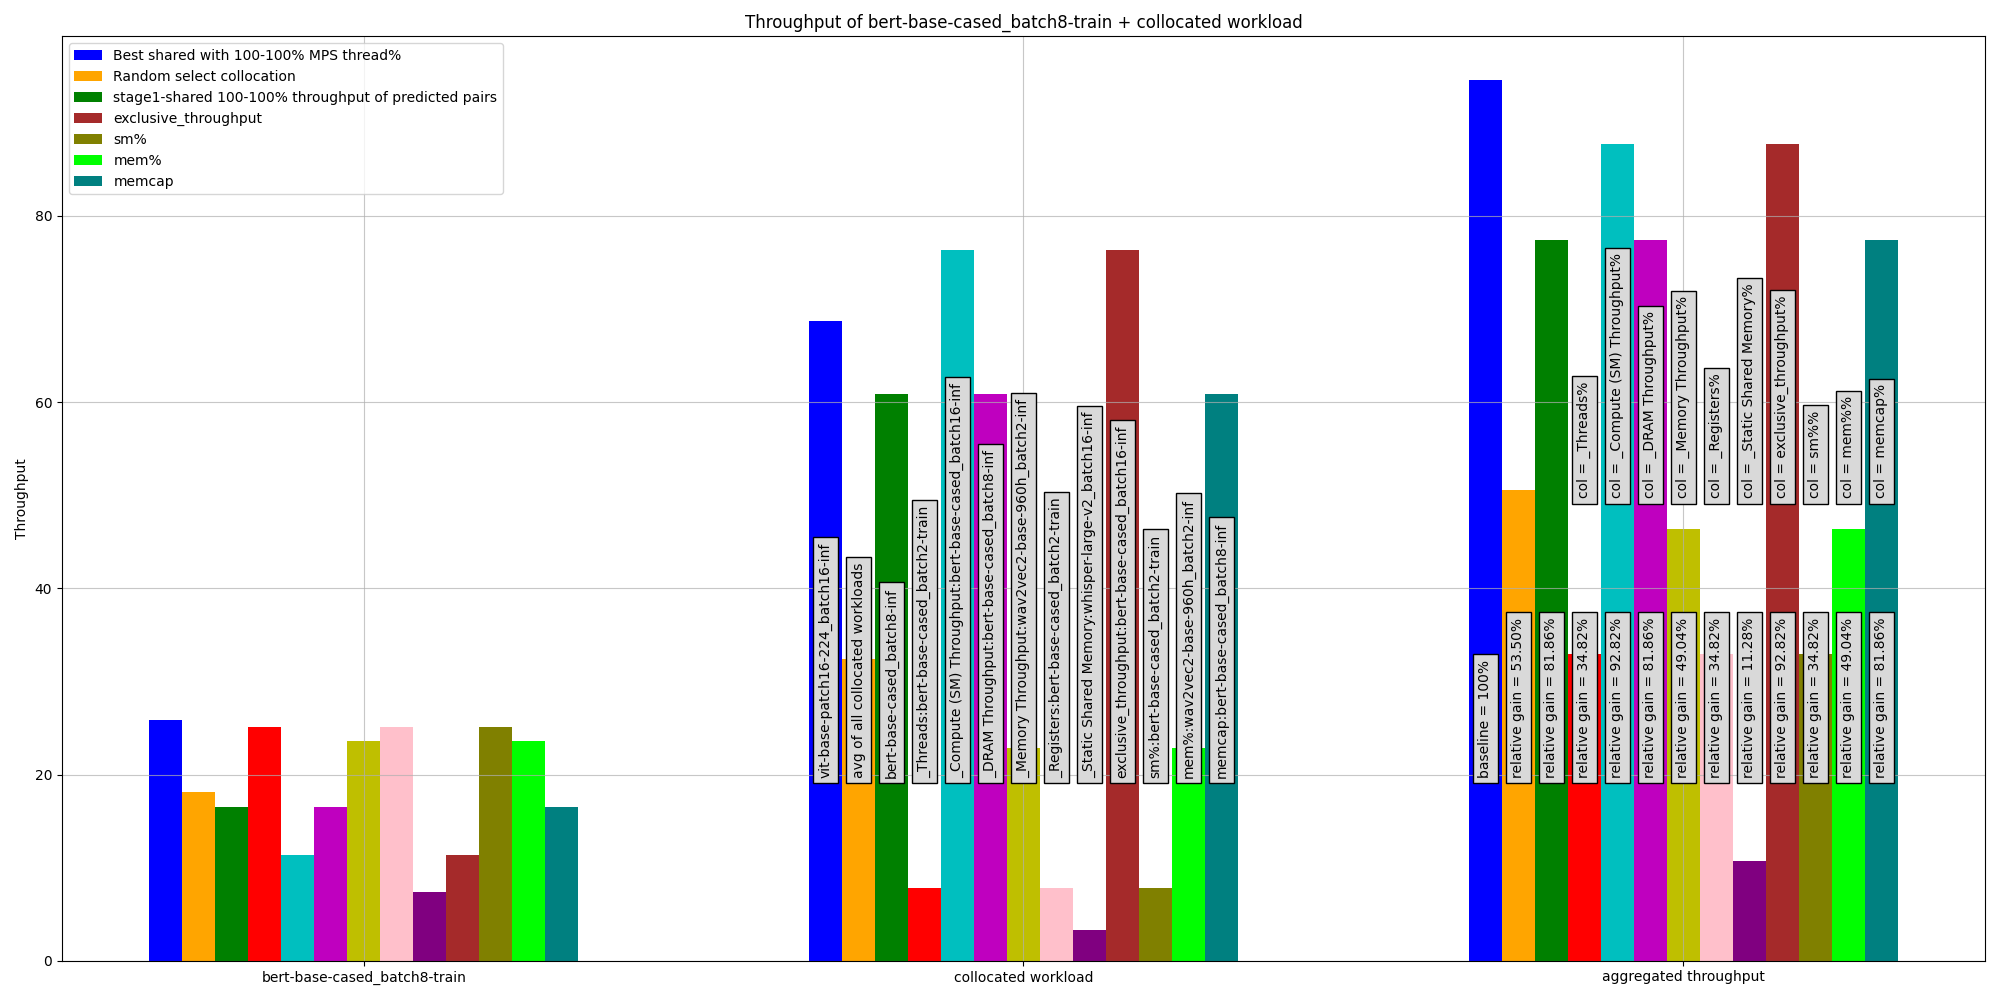 Throughput of bert-base-cased_batch8-train + collocated workload
Best shared with 100-100% MPS thread%
Random select collocation
stage1-shared 100-100% throughput of predicted pairs
exclusive_throughput
sm%
mem%
memcap
Throughput
80
60
40
20
0
vit-base-patch16-224_batch16-inf
avg of all collocated workloads
bert-base-cased_batch8-inf
_Threads:bert-base-cased_batch2-train
_Compute (SM) Throughput:bert-base-cased_batch16-inf
_DRAM Throughput:bert-base-cased_batch8-inf
_Memory Throughput:wav2vec2-base-960h_batch2-inf
_Registers:bert-base-cased_batch2-train
_Static Shared Memory:whisper-large-v2_batch16-inf
exclusive_throughput:bert-base-cased_batch16-inf
sm%:bert-base-cased_batch2-train
mem%:wav2vec2-base-960h_batch2-inf
memcap:bert-base-cased_batch8-inf
col = _Threads%
col = _Compute (SM) Throughput%
col = _DRAM Throughput%
col = _Memory Throughput%
col = _Registers%
col = _Static Shared Memory%
col = exclusive_throughput%
col = sm%%
col = mem%%
col = memcap%
baseline = 100%
relative gain = 53.50%
relative gain = 81.86%
relative gain = 34.82%
relative gain = 92.82%
relative gain = 81.86%
relative gain = 49.04%
relative gain = 34.82%
relative gain = 11.28%
relative gain = 92.82%
relative gain = 34.82%
relative gain = 49.04%
relative gain = 81.86%
bert-base-cased_batch8-train
collocated workload
aggregated throughput